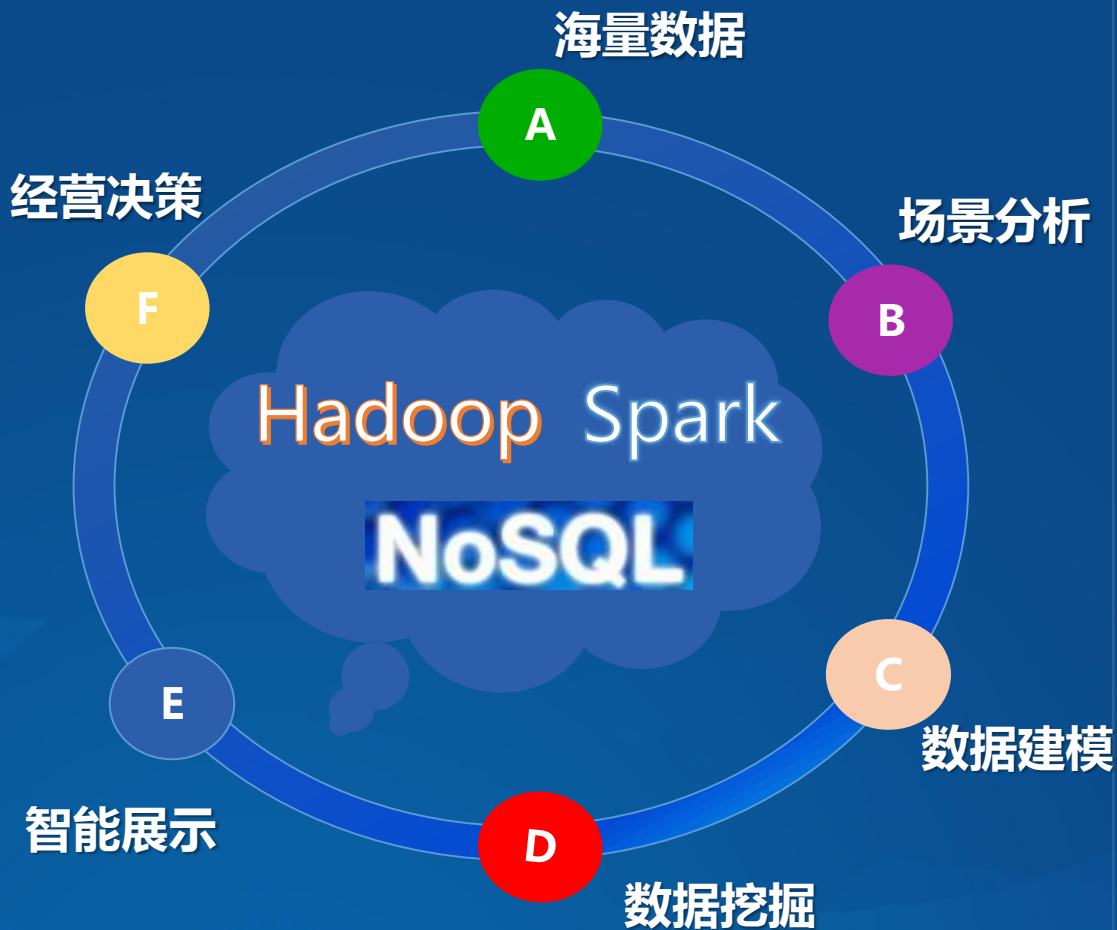 海量数据
A
经营决策
场景分析
F
B
Hadoop Spark
NoSQL
C
E
数据建模
智能展示
D
数据挖掘